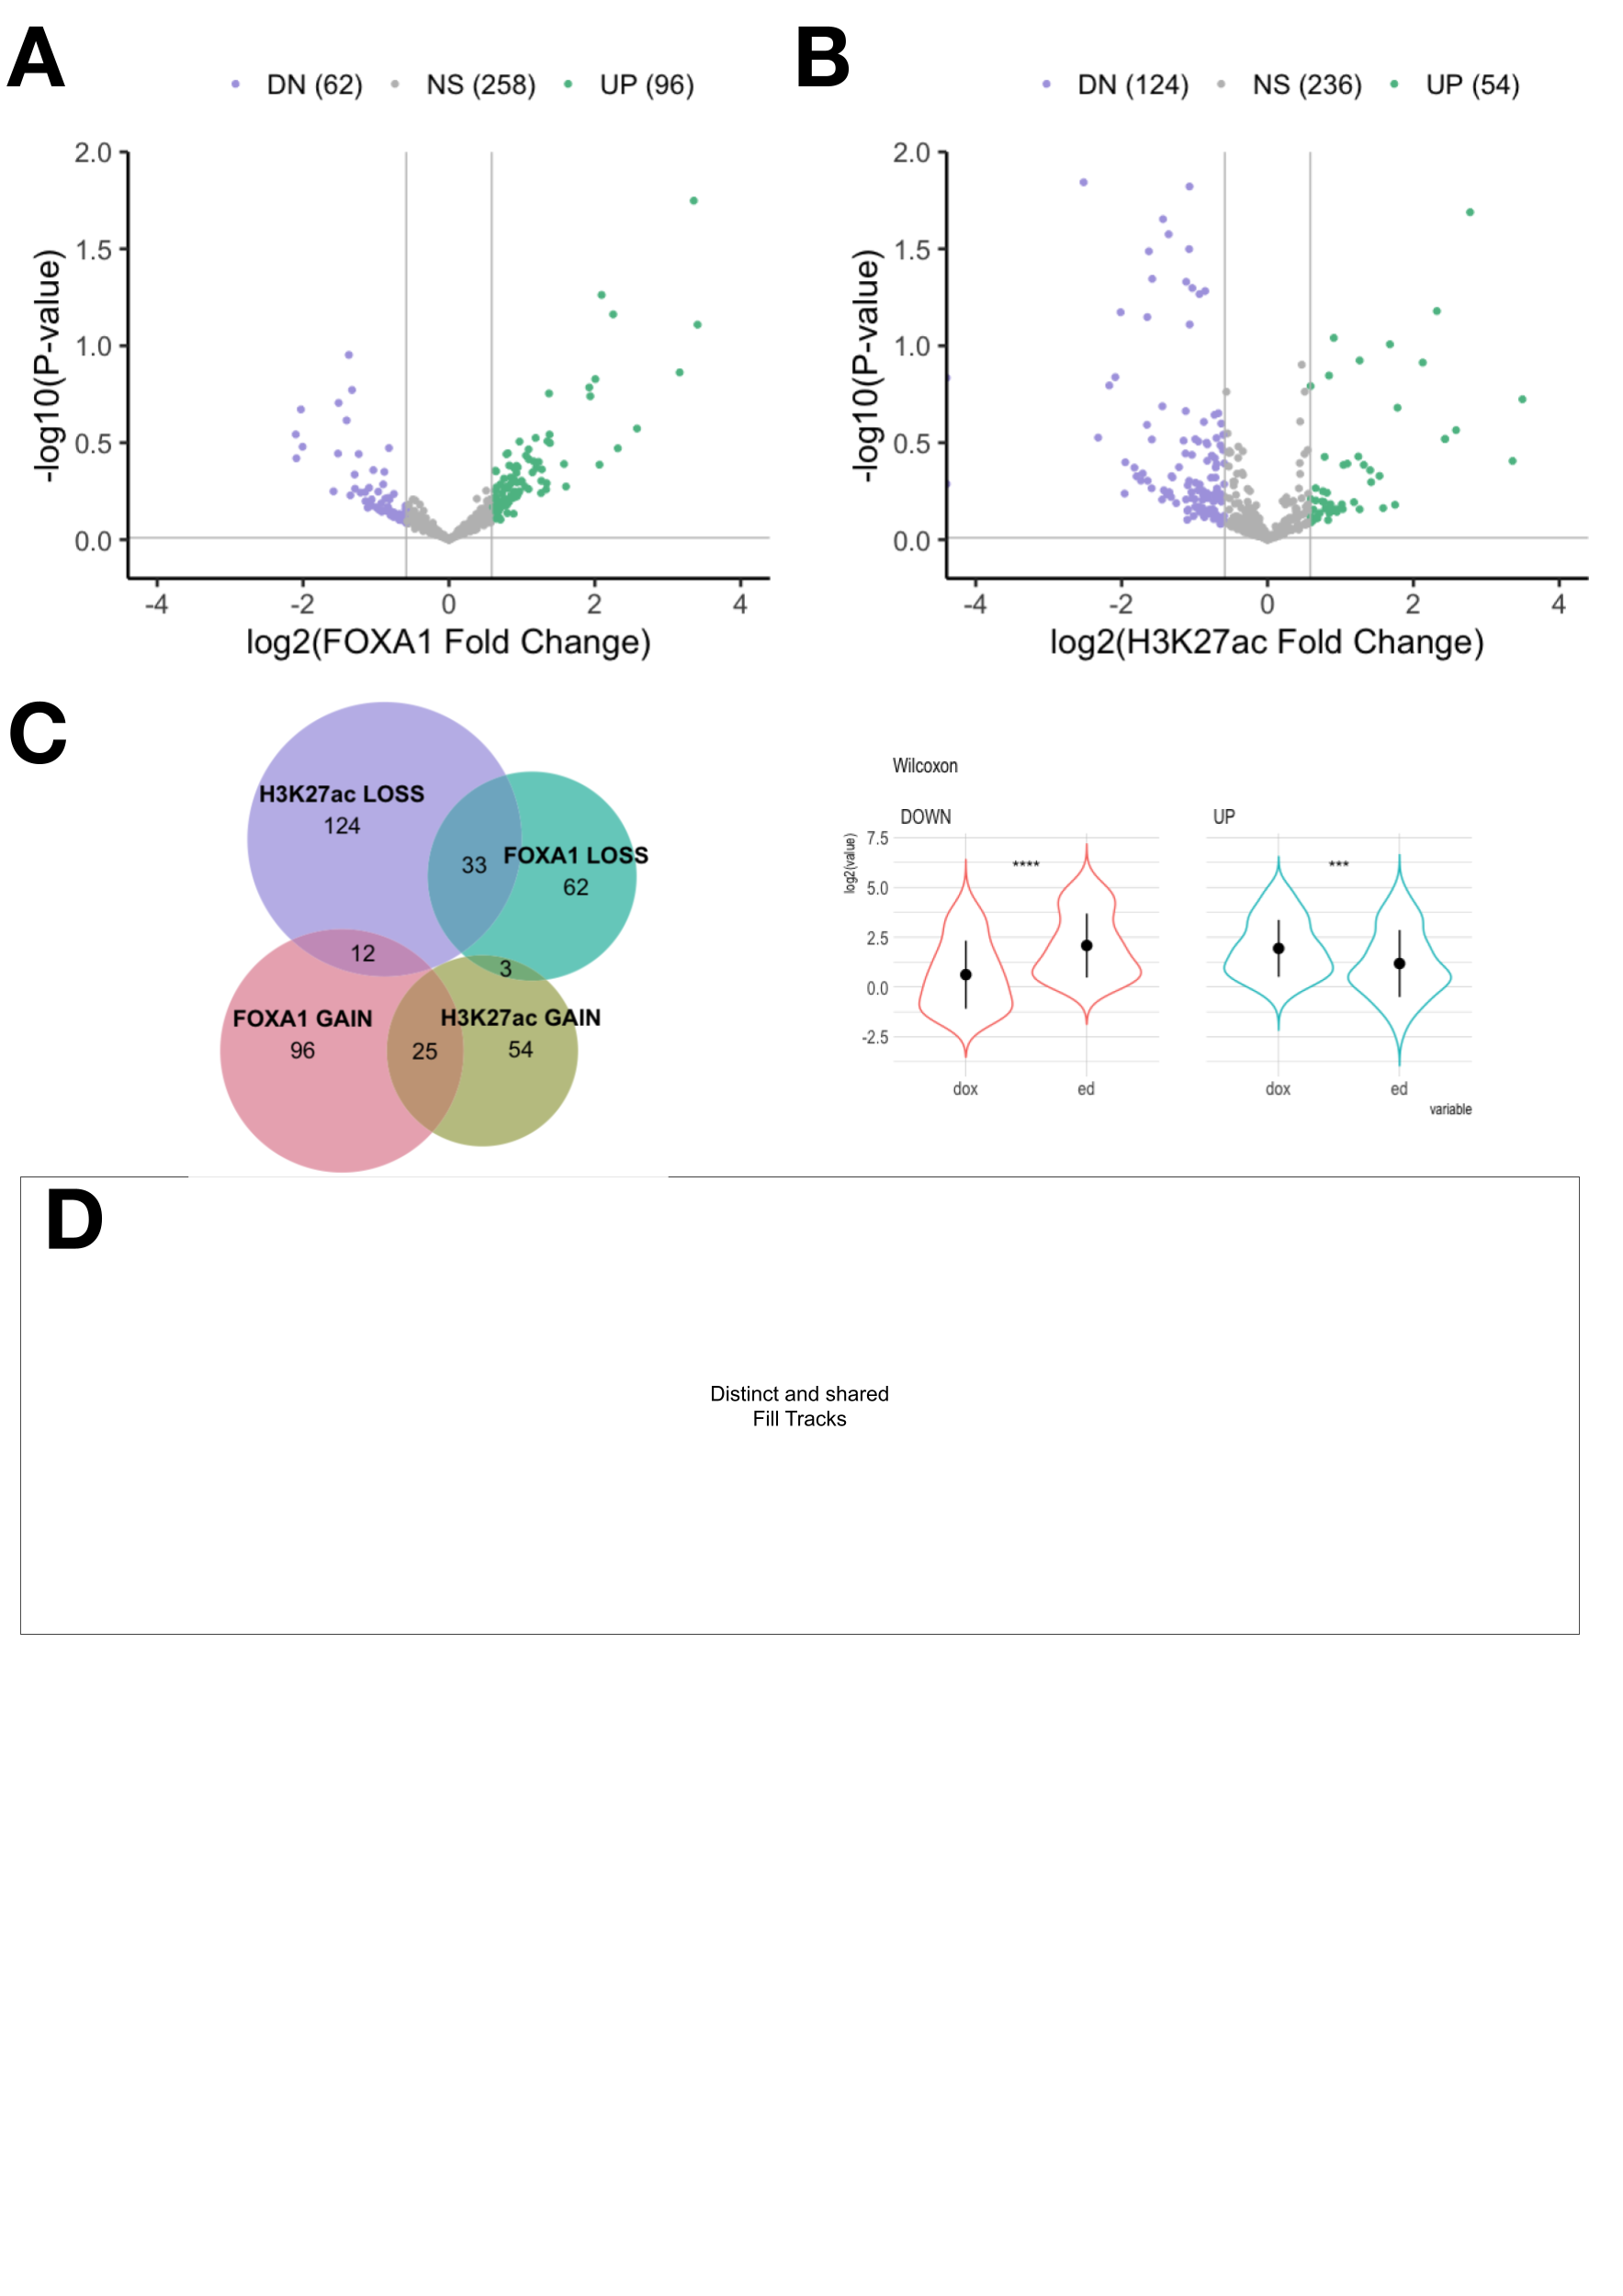 A
DN (62) NS (258) UP (96)
2.0
1.5
1.0
0.5
0.0
-log10(P-value)
-4 -2 0 2 4
log2(FOXA1 Fold Change)
B
DN (124) NS (236) UP (54)
2.0
1.5
1.0
0.5
0.0
-log10(P-value)
-4 -2 0 2 4
log2(H3K27ac Fold Change)
C
H3K27ac LOSS
124
33
FOXA1 LOSS
62
12
3
FOXA1 GAIN
96
25
H3K27ac GAIN
54
Wilcoxon
DOWN UP
log2(value)
7.5
5.0
2.5
0.0
-2.5
**** ***
dox ed dox ed
variable
D
Distinct and shared
Fill Tracks